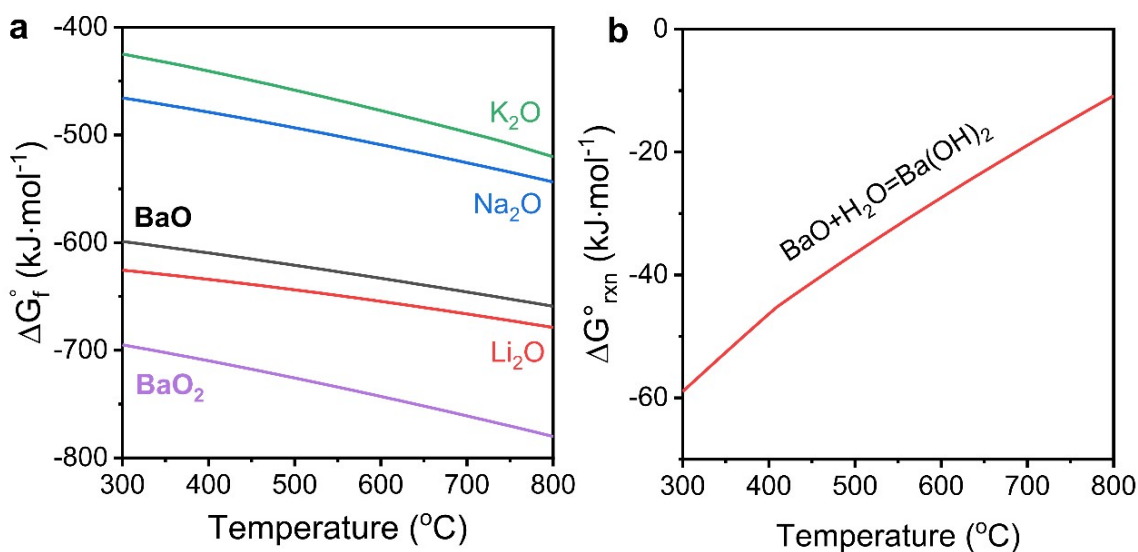 a
-400
-500
-600
-700
-800
ΔG°f (kJ·mol⁻¹)
K₂O
Na₂O
BaO
Li₂O
BaO₂
300 400 500 600 700 800
Temperature (°C)
b
0
-20
-40
-60
ΔG°rxn (kJ·mol⁻¹)
BaO+H₂O=Ba(OH)₂
300 400 500 600 700 800
Temperature (°C)